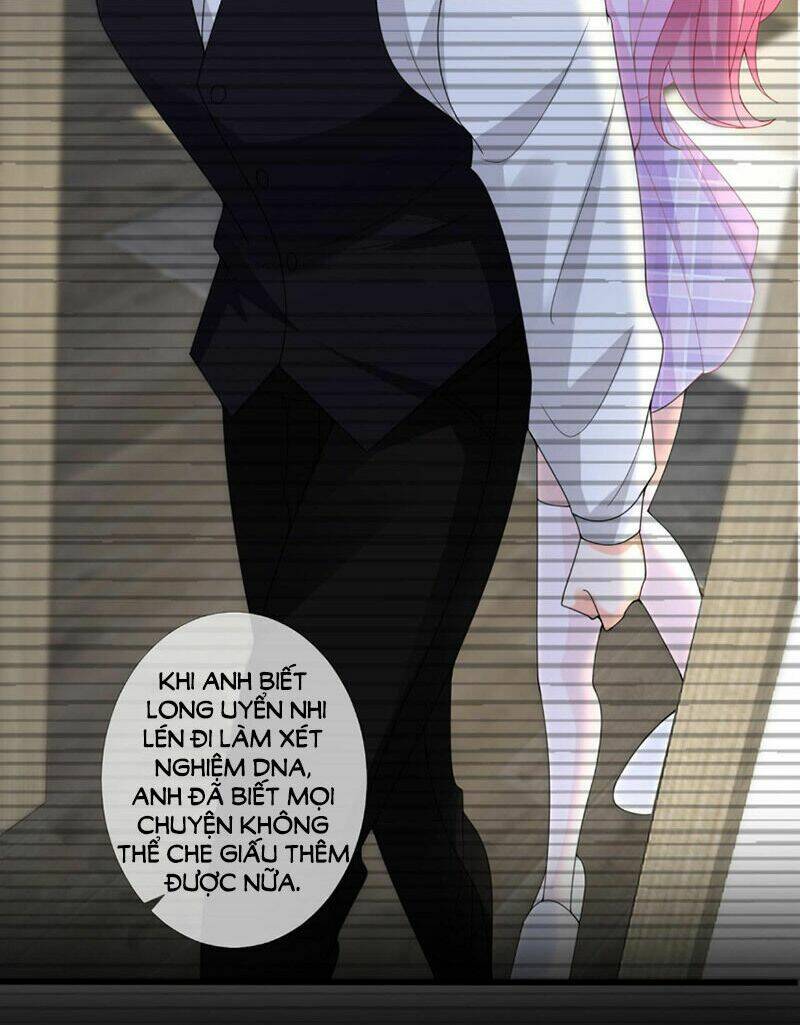 KHI ANH BIẾT
LONG UYỂN NHI
LÉN ĐI LÀM XÉT
NGHIỆM DNA,
ANH ĐÃ BIẾT MỌI
CHUYỆN KHÔNG
THỂ CHE GIẤU THÊM
ĐƯỢC NỮA.